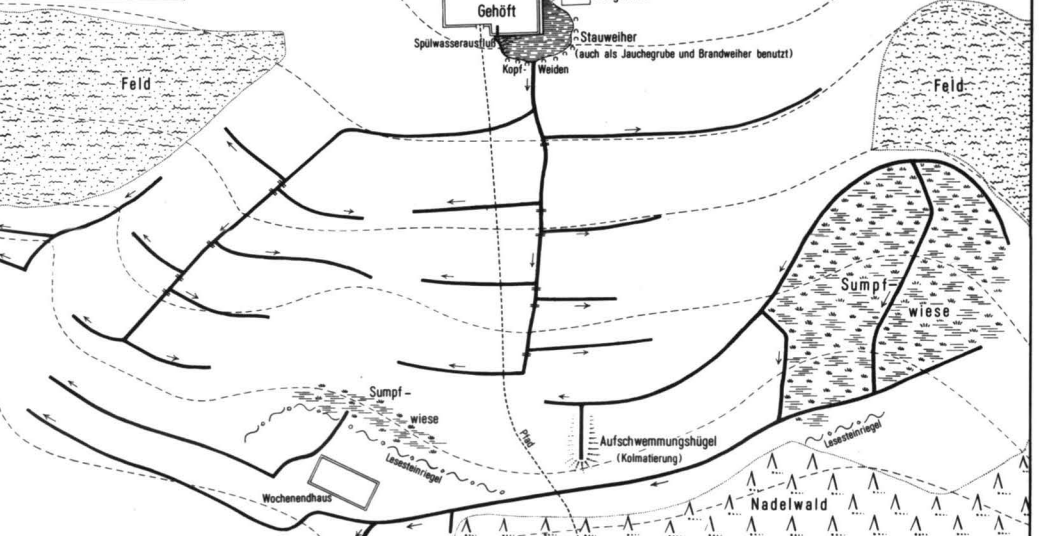 Gehöft
Spülwasserausfluß
Stauweiher
(auch als Jauchegrube und Brandweiher benutzt)
Kopf- Weiden
Feld
Feld
Sumpf-
wiese
Sumpf-
wiese
Pfad
Aufschwemmungshügel
(Kolmatierung)
Lesesteinriegel
Lesesteinriegel
Wochenendhaus
Nadelwald